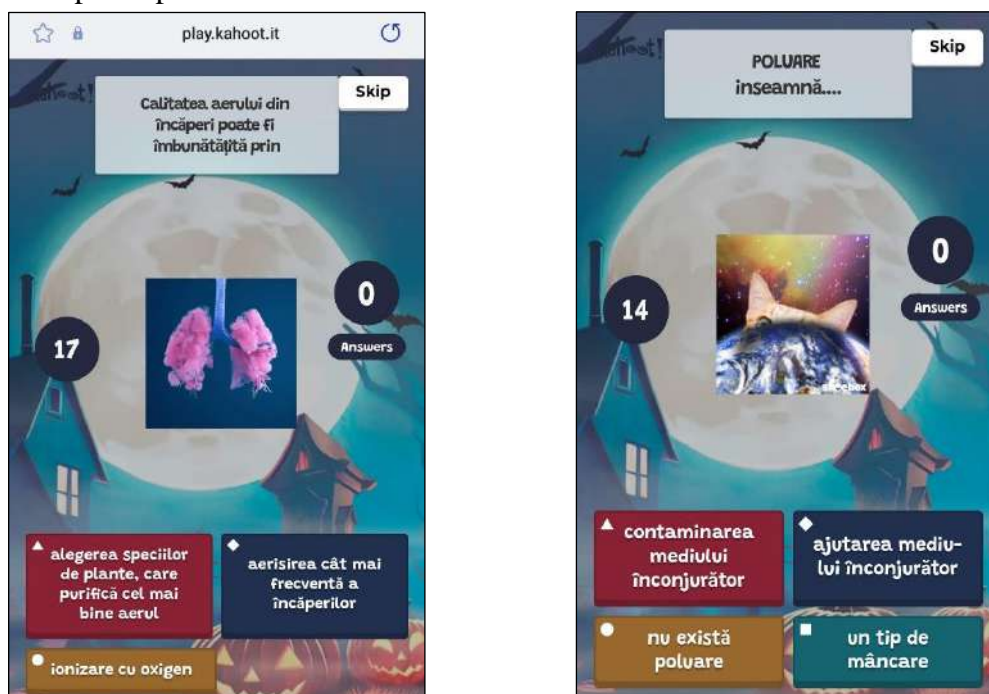 play.kahoot.it
Skip
Calitatea aerului din
încăperi poate fi
îmbunătățită prin
17
0
Answers
alegerea speciilor
de plante, care
purifică cel mai
bine aerul
aerisirea cât mai
frecventă a
încăperilor
ionizare cu oxigen
Skip
POLUARE
inseamnă....
14
0
Answers
contaminarea
mediului
înconjurător
ajutarea mediu-
lui înconjurător
nu există
poluare
un tip de
mâncare